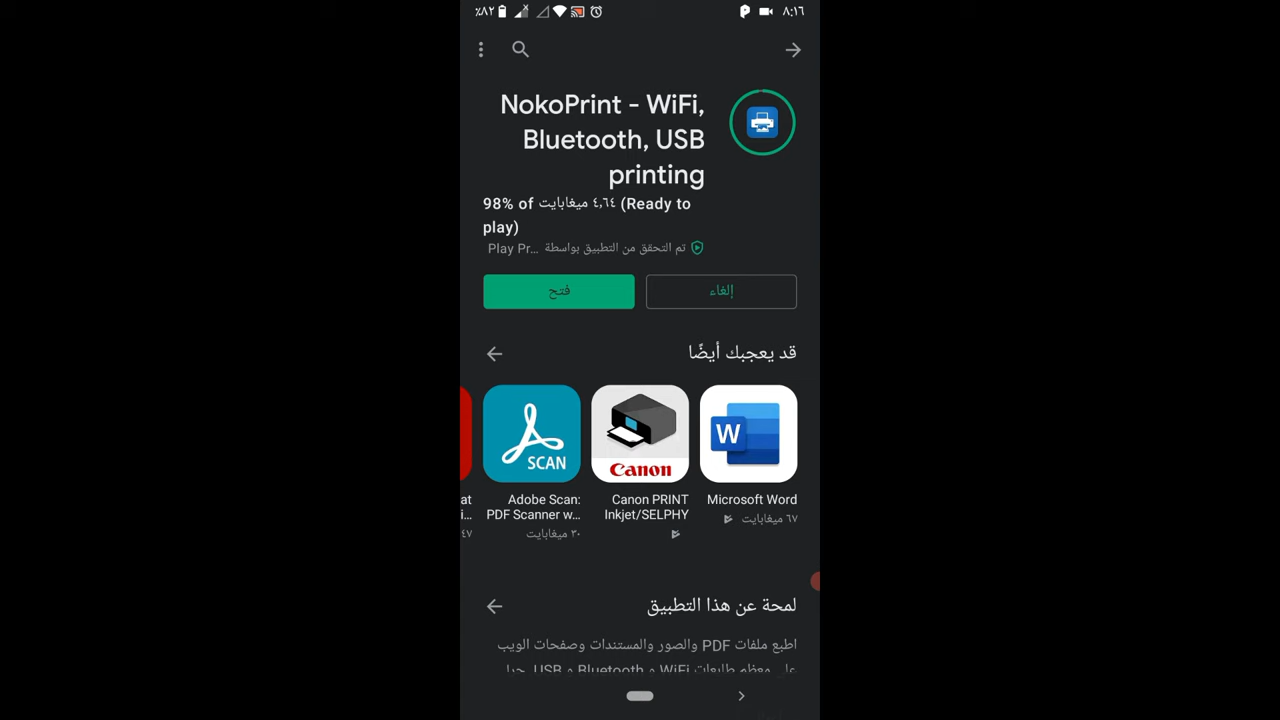 ٨:١٦
٪٨٢
NokoPrint - WiFi,
Bluetooth, USB
printing
98% of ٤,٦٤ ميغابايت (Ready to
play)
تم التحقق من التطبيق بواسطة Play Pr...
إلغاء
فتح
قد يعجبك أيضًا
W
Canon
SCAN
Microsoft Word
Canon PRINT
Inkjet/SELPHY
Adobe Scan:
PDF Scanner w...
at
i...
٦٧ ميغابايت
٣٠ ميغابايت
٤٧
لمحة عن هذا التطبيق
اطبع ملفات PDF والصور والمستندات وصفحات الويب
على معظم طابعات WiFi و Bluetooth و USB